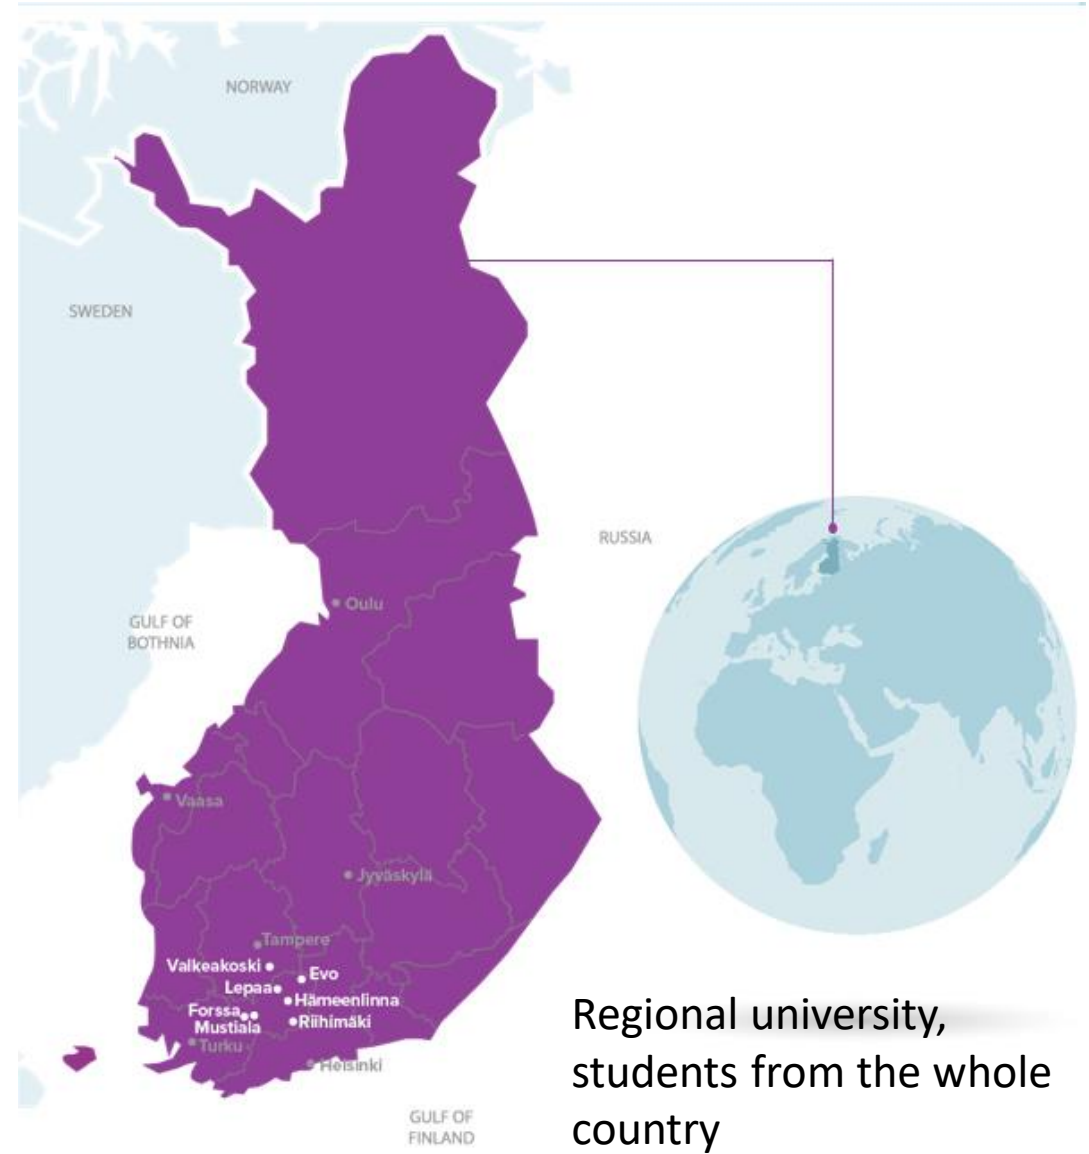 NORWAY
SWEDEN
RUSSIA
GULF OF
BOTHNIA
Oulu
Vaasa
Jyväskylä
Tampere
Valkeakoski
Evo
Lepaa
Hämeenlinna
Forssa
Riihimäki
Mustiala
Turku
Helsinki
GULF OF
FINLAND
Regional university,
students from the whole
country